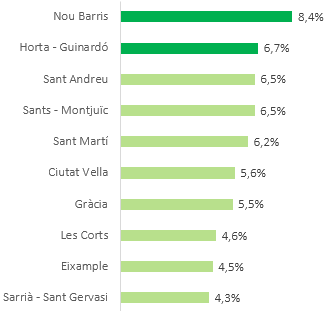 Nou Barris 8,4%
Horta - Guinardó 6,7%
Sant Andreu 6,5%
Sants - Montjuïc 6,5%
Sant Martí 6,2%
Ciutat Vella 5,6%
Gràcia 5,5%
Les Corts 4,6%
Eixample 4,5%
Sarrià - Sant Gervasi 4,3%